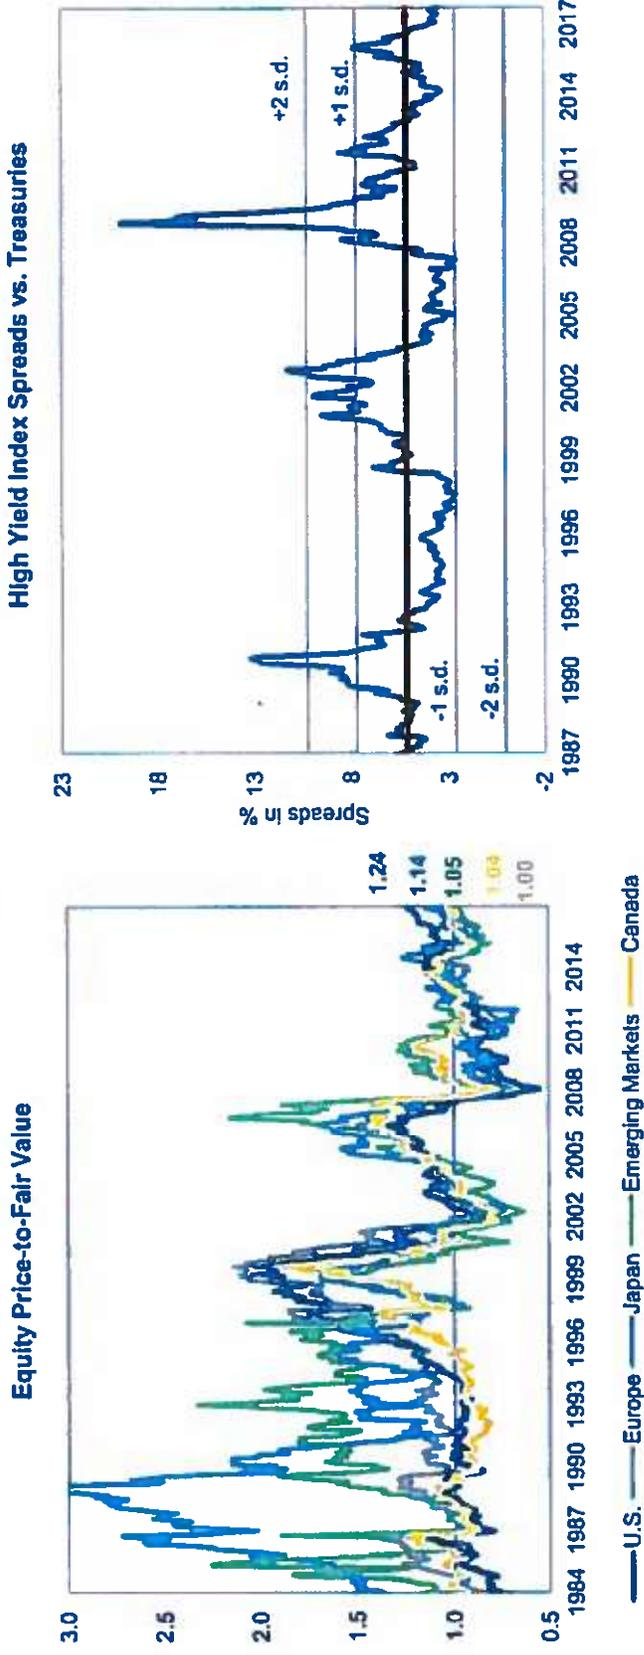 Equity Price-to-Fair Value
3.0
2.5
2.0
1.5
1.0
0.5
1.24
1.14
1.05
1.04
1.00
1984 1987 1990 1993 1996 1999 2002 2005 2008 2011 2014
U.S. Europe Japan Emerging Markets Canada
High Yield Index Spreads vs. Treasuries
Spreads in %
23
18
13
8
3
-2
+2 s.d.
+1 s.d.
-1 s.d.
-2 s.d.
1987 1990 1993 1996 1999 2002 2005 2008 2011 2014 2017